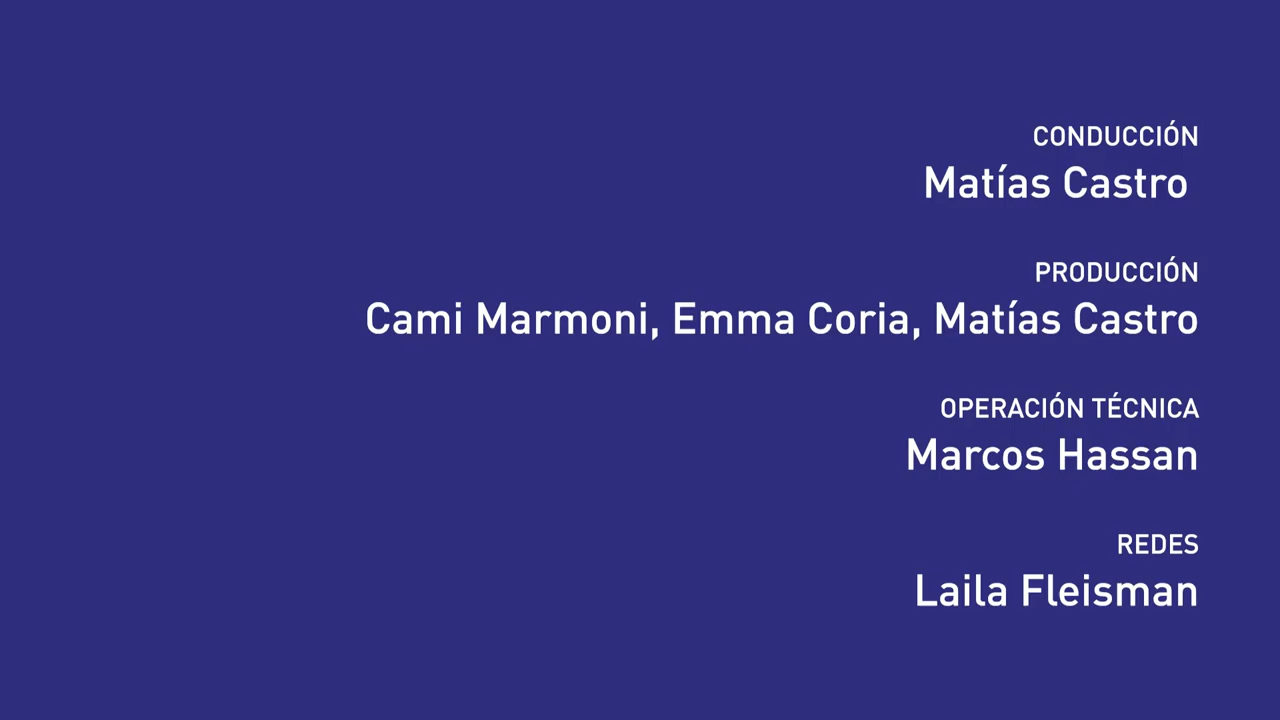 CONDUCCIÓN
Matías Castro
PRODUCCIÓN
Cami Marmoni, Emma Coria, Matías Castro
OPERACIÓN TÉCNICA
Marcos Hassan
REDES
Laila Fleisman